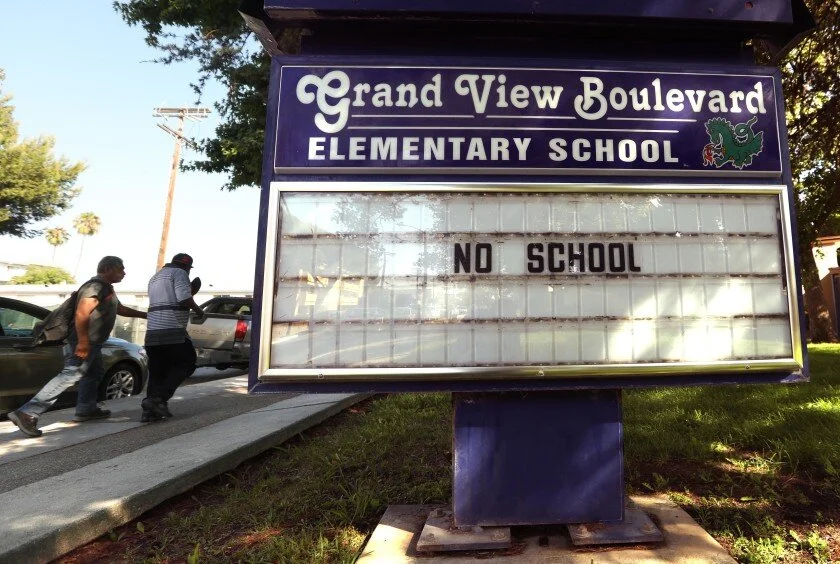 Grand View Boulevard
ELEMENTARY SCHOOL
NO SCHOOL